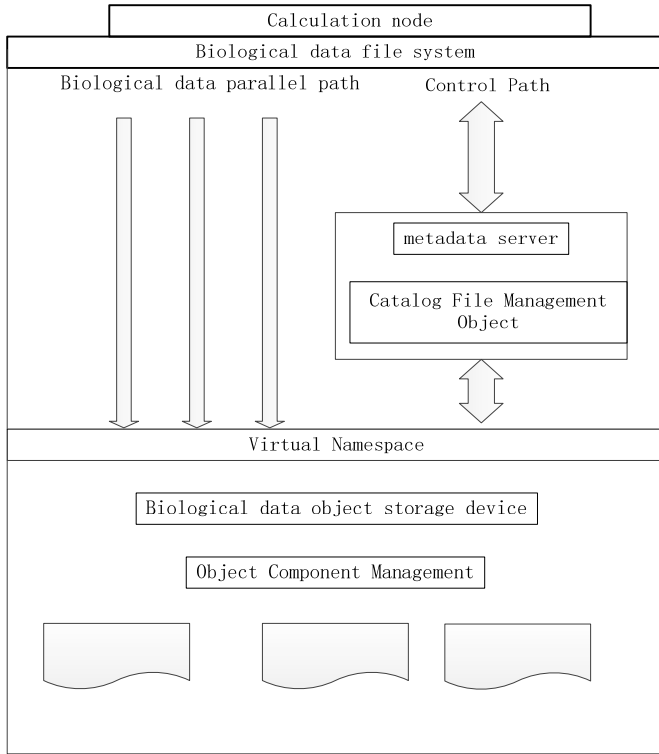 Calculation node
Biological data file system
Biological data parallel path
Control Path
metadata server
Catalog File Management
Object
Virtual Namespace
Biological data object storage device
Object Component Management